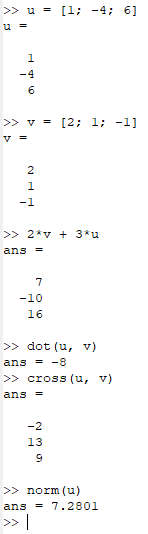 >> u = [1; -4; 6]
u =
1
-4
6
>> v = [2; 1; -1]
v =
2
1
-1
>> 2*v + 3*u
ans =
7
-10
16
>> dot(u, v)
ans = -8
>> cross(u, v)
ans =
-2
13
9
>> norm(u)
ans = 7.2801
>>